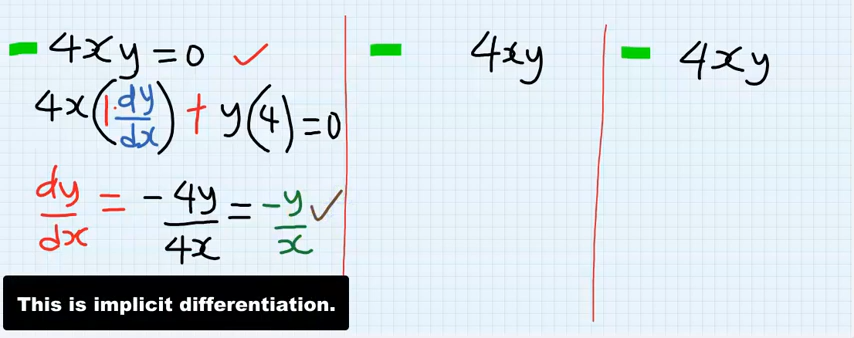 4xy = 0 ✓
4x(1·dy/dx) + y(4) = 0
dy/dx = -4y/4x = -y/x ✓
This is implicit differentiation.
4xy
4xy